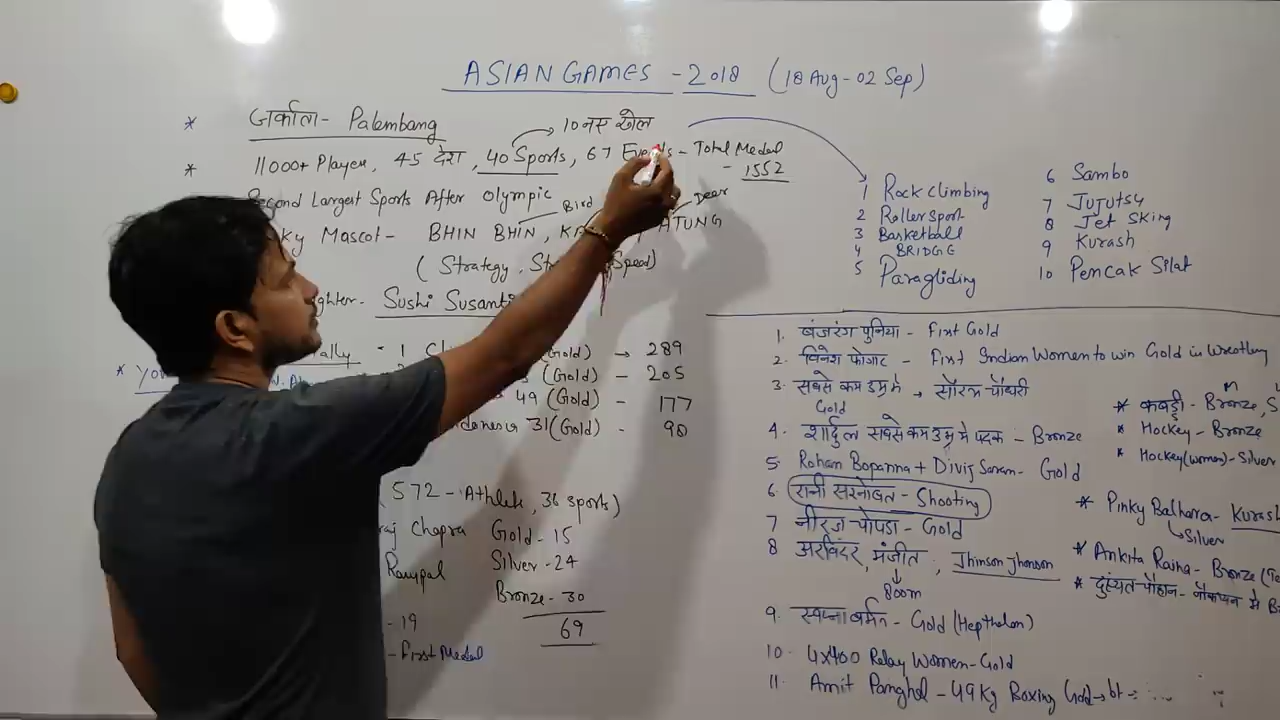 ASIAN GAMES - 2018 (18 Aug - 02 Sep)
* जर्काता - Palembang
10 नए खेल
* 11000+ Player, 45 देश, 40 Sports, 67 Events - Total Medal
- 1552
Second Largest Sports After Olympic
Bird
Deer
Mascot - BHIN BHIN, ATUNG
(Strategy, Speed)
Sushi Susanti
* 1 (Gold) → 289
(Gold) - 205
49 (Gold) - 177
31 (Gold) - 90
572 - Athlete, 36 Sports)
Chopra Gold - 15
Rampal Silver - 24
Bronze - 30
69
- 19
- First Medal
1 Rock climbing
2 Roller Sport
3 Basketball
4 BRIDGE
5 Paragliding
6 Sambo
7 JuJutsy
8 Jet Sking
9 Kurash
10 Pencak Silat
1. बजरंग पुनिया - First Gold
2. विनेश फोगाट - First Indian Women to win Gold in Wrestling
3. सबसे कम उम्र मे → सौरभ चौधरी
Gold
4. शार्दुल सबसे कम उम्र मे पदक - Bronze
5. Rohan Bopanna + Divij Saran - Gold
6. रानी सरनोबत - Shooting
7 नीरज चोपडा - Gold
8 अरविंदर, मंजीत, Jhinson Jhonson
↓
800m
9. स्वप्ना बर्मन - Gold (Hepthalon)
10. 4x400 Relay Women - Gold
11. Amit Panghal - 49 Kg Boxing Gold →
m
* कबड्डी - Bronze, S
* Hockey - Bronze
* Hockey (women) - Silver
* Pinky Balhara - Kurash
Silver
* Ankita Raina - Bronze
* दुष्यंत चौहान - नौकायन मे